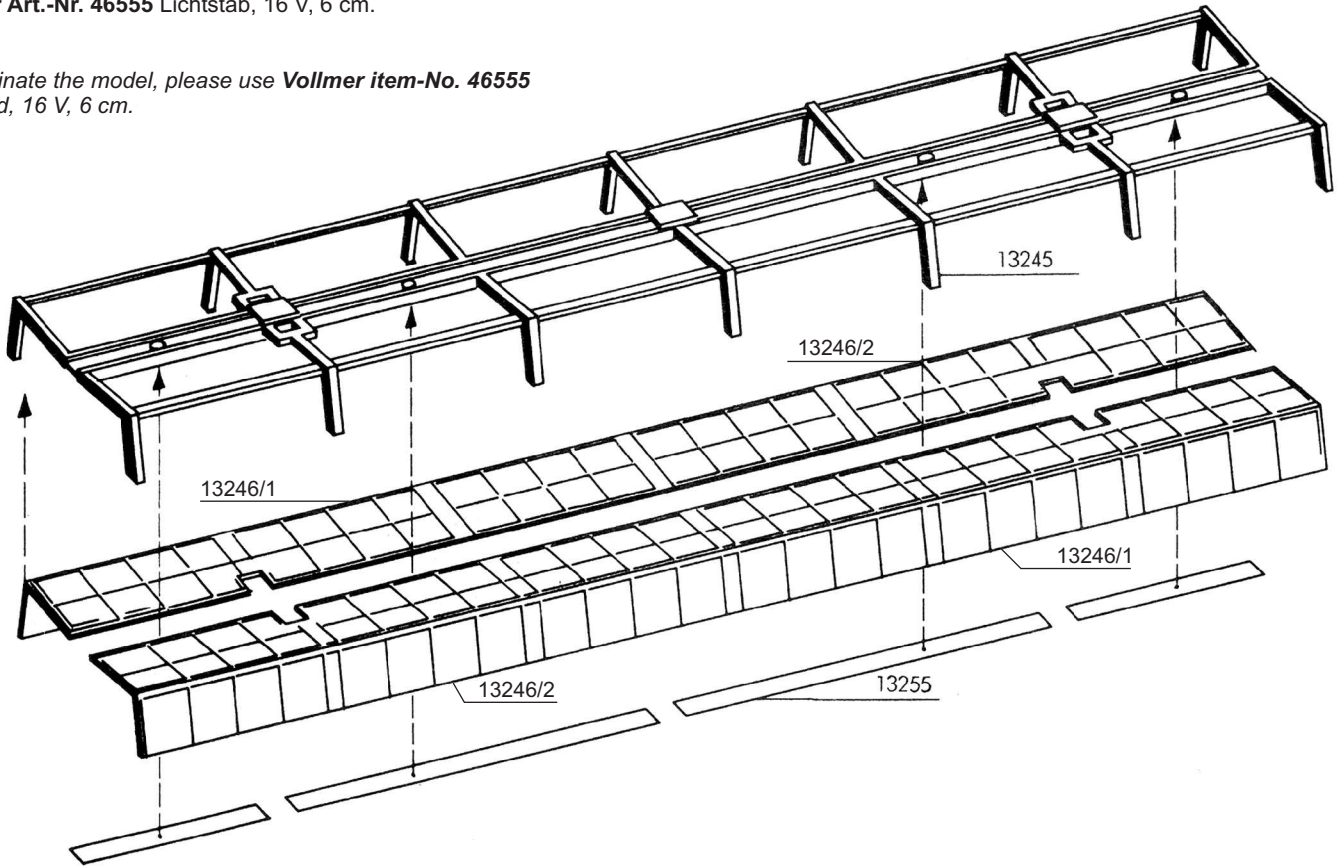 Art.-Nr. 46555 Lichtstab, 16 V, 6 cm.
inate the model, please use Vollmer item-No. 46555
d, 16 V, 6 cm.
13245
13246/2
13246/1
13246/1
13246/2
13255